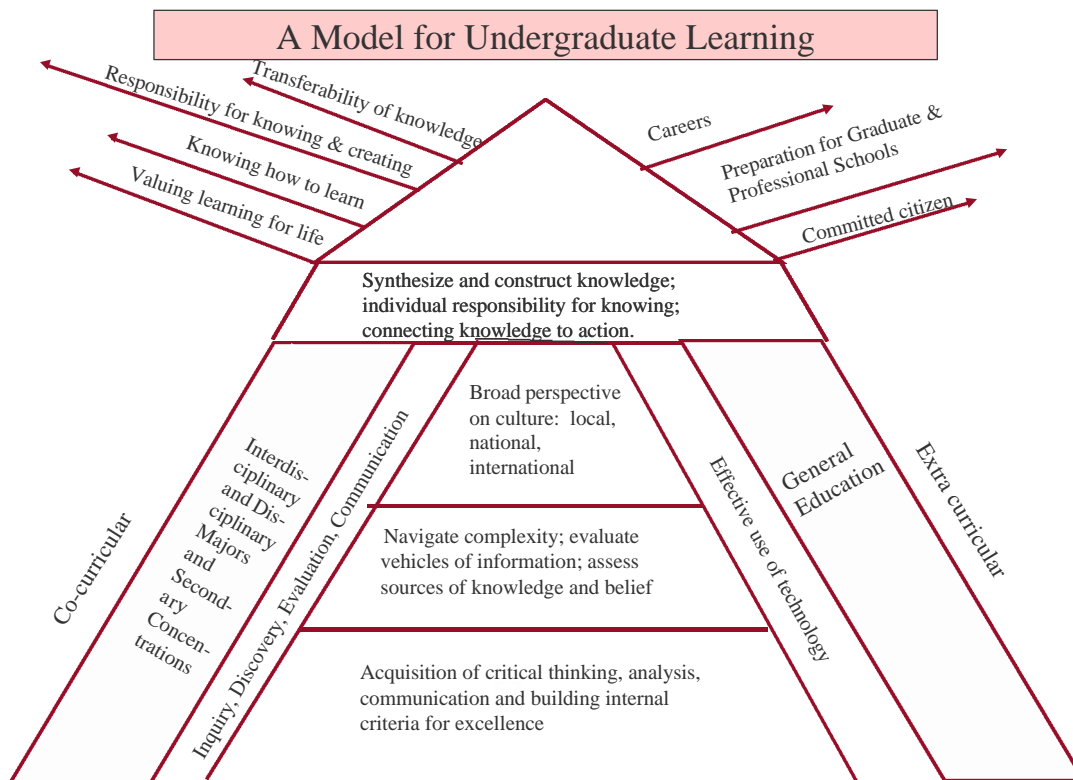 A Model for Undergraduate Learning
Transferability of knowledge
Responsibility for knowing & creating
Knowing how to learn
Valuing learning for life
Careers
Preparation for Graduate &
Professional Schools
Committed citizen
Synthesize and construct knowledge;
individual responsibility for knowing;
connecting knowledge to action.
Co-curricular
Interdis-
ciplinary
and Dis-
ciplinary
Majors
and
Second-
ary
Concen-
trations
Inquiry, Discovery, Evaluation, Communication
Broad perspective
on culture:  local,
national,
international
Navigate complexity; evaluate
vehicles of information; assess
sources of knowledge and belief
Acquisition of critical thinking, analysis,
communication and building internal
criteria for excellence
Effective use of technology
General
Education
Extra curricular